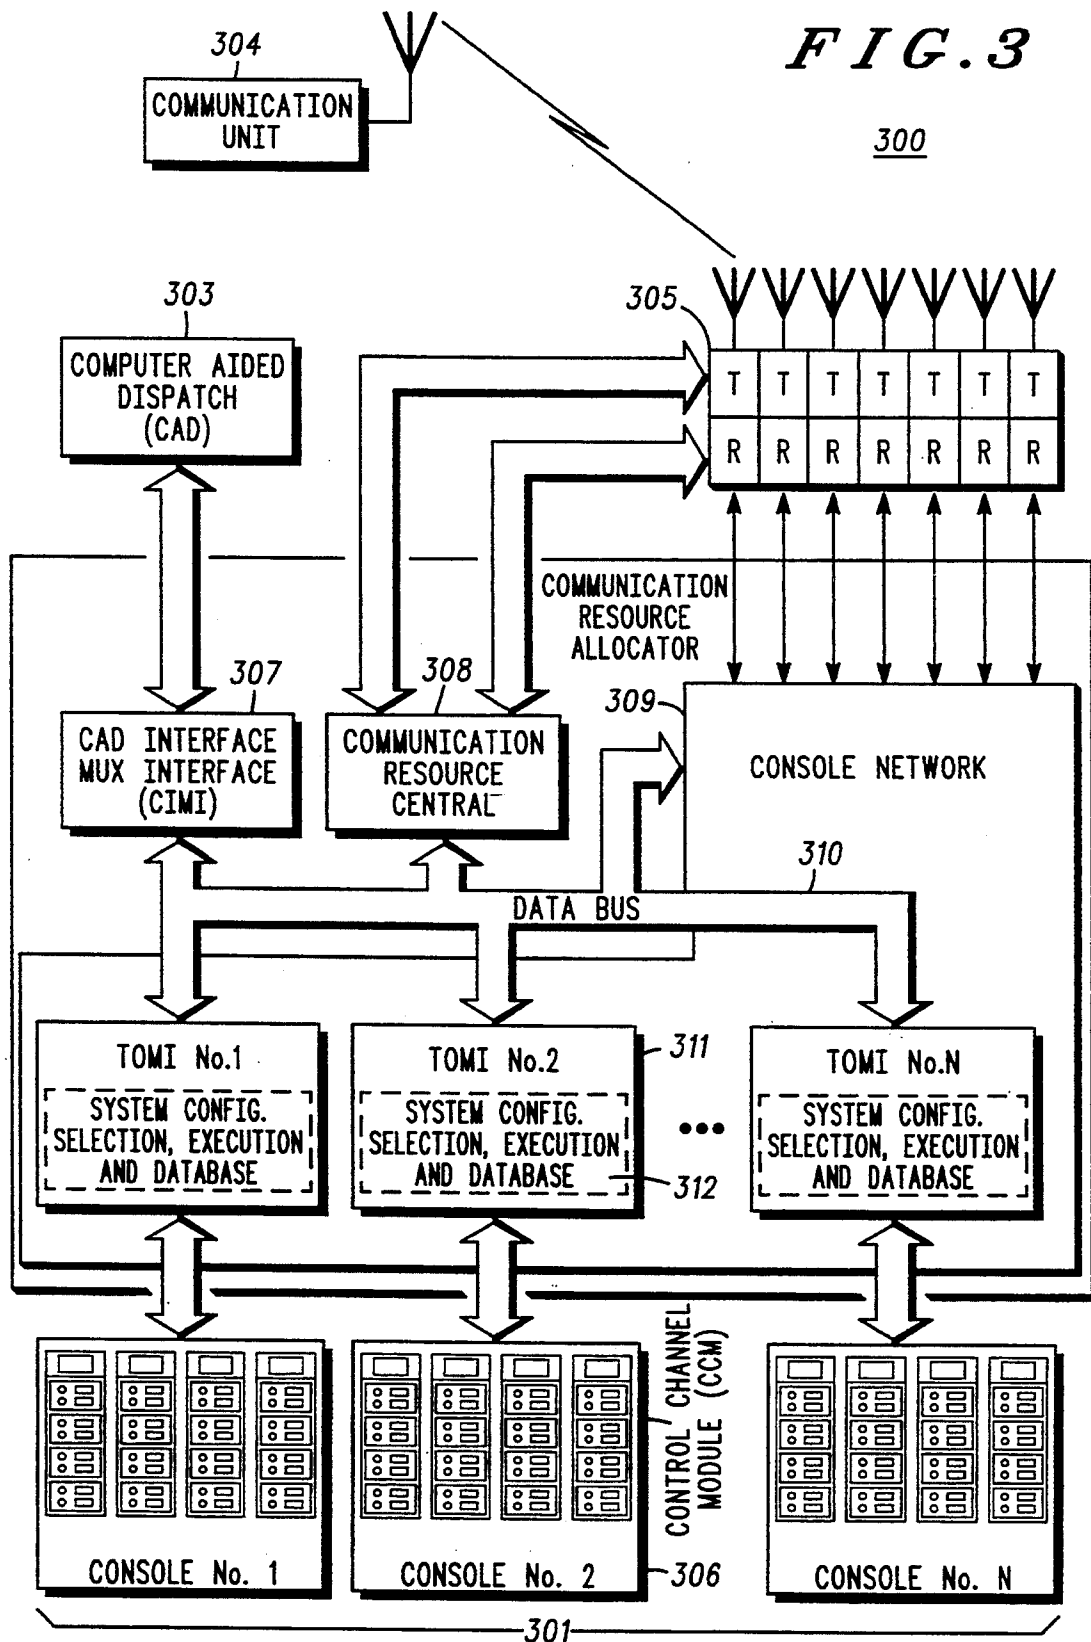 FIG.3
304
COMMUNICATION
UNIT
300
303
305
COMPUTER AIDED
DISPATCH
(CAD)
T T T T T T T
R R R R R R R
COMMUNICATION
RESOURCE
ALLOCATOR
307
308
309
CAD INTERFACE
MUX INTERFACE
(CIMI)
COMMUNICATION
RESOURCE
CENTRAL
CONSOLE NETWORK
310
DATA BUS
TOMI No.1
SYSTEM CONFIG.
SELECTION, EXECUTION
AND DATABASE
TOMI No.2
SYSTEM CONFIG.
SELECTION, EXECUTION
AND DATABASE
311
312
•••
TOMI No.N
SYSTEM CONFIG.
SELECTION, EXECUTION
AND DATABASE
CONTROL CHANNEL
MODULE (CCM)
CONSOLE No. 1
CONSOLE No. 2
306
CONSOLE No. N
301